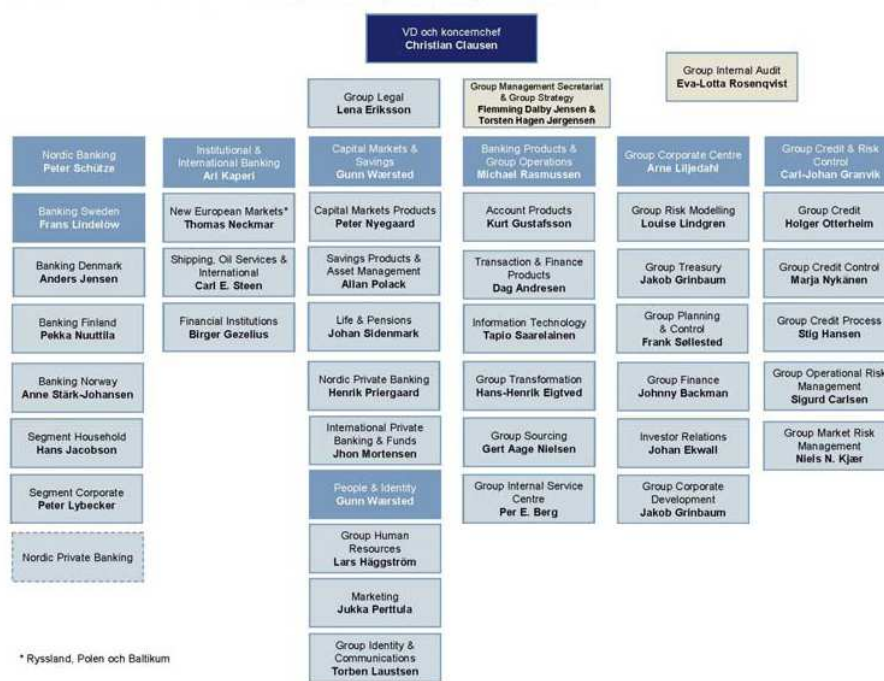 VD och koncernchef
Christian Clausen
Group Internal Audit
Eva-Lotta Rosenqvist
Group Legal
Lena Eriksson
Group Management Secretariat
& Group Strategy
Flemming Dalby Jensen &
Torsten Hagen Jørgensen
Nordic Banking
Peter Schütze
Banking Sweden
Frans Lindelöw
Banking Denmark
Anders Jensen
Banking Finland
Pekka Nuuttila
Banking Norway
Anne Stärk-Johansen
Segment Household
Hans Jacobson
Segment Corporate
Peter Lybecker
Nordic Private Banking
Institutional &
International Banking
Ari Kaperi
New European Markets*
Thomas Neckmar
Shipping, Oil Services &
International
Carl E. Steen
Financial Institutions
Birger Gezelius
Capital Markets &
Savings
Gunn Wærsted
Capital Markets Products
Peter Nyegaard
Savings Products &
Asset Management
Allan Polack
Life & Pensions
Johan Sidenmark
Nordic Private Banking
Henrik Priergaard
International Private
Banking & Funds
Jhon Mortensen
People & Identity
Gunn Wærsted
Group Human
Resources
Lars Häggström
Marketing
Jukka Perttula
Group Identity &
Communications
Torben Laustsen
Banking Products &
Group Operations
Michael Rasmussen
Account Products
Kurt Gustafsson
Transaction & Finance
Products
Dag Andresen
Information Technology
Tapio Saarelainen
Group Transformation
Hans-Henrik Eigtved
Group Sourcing
Gert Aage Nielsen
Group Internal Service
Centre
Per E. Berg
Group Corporate Centre
Arne Liljedahl
Group Risk Modelling
Louise Lindgren
Group Treasury
Jakob Grinbaum
Group Planning
& Control
Frank Søllested
Group Finance
Johnny Backman
Investor Relations
Johan Ekwall
Group Corporate
Development
Jakob Grinbaum
Group Credit & Risk
Control
Carl-Johan Granvik
Group Credit
Holger Otterheim
Group Credit Control
Marja Nykänen
Group Credit Process
Stig Hansen
Group Operational Risk
Management
Sigurd Carlsen
Group Market Risk
Management
Niels N. Kjær
* Ryssland, Polen och Baltikum